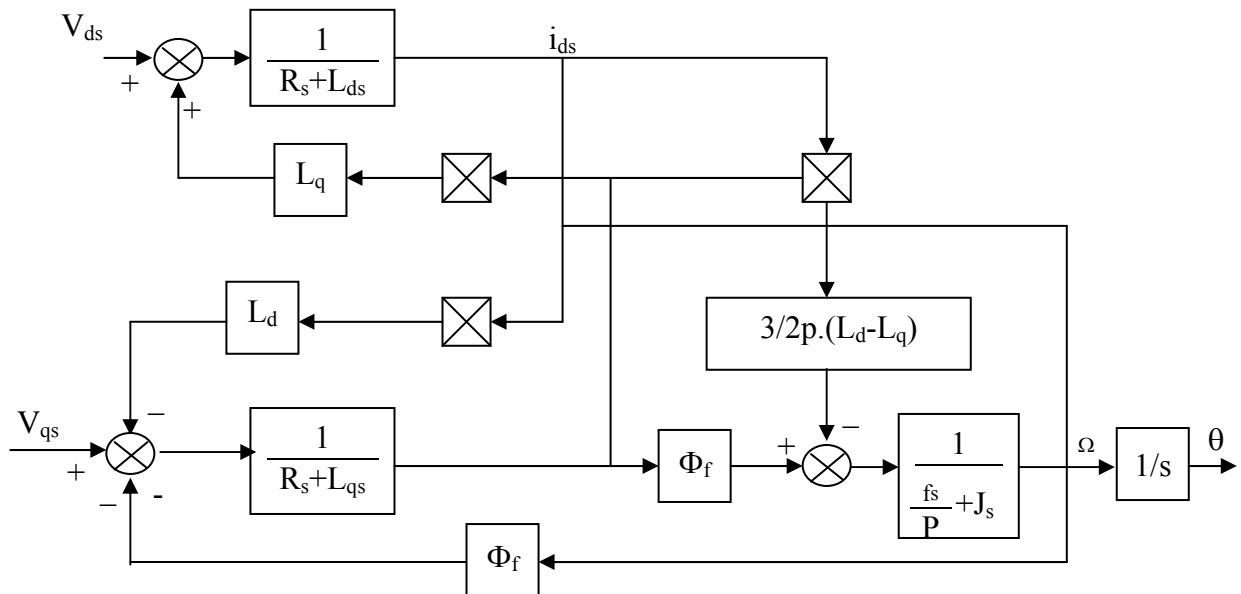 V_ds
+
+
1
R_s+L_ds
i_ds
L_q
L_d
3/2p.(L_d-L_q)
V_qs
+
−
−
-
1
R_s+L_qs
Φ_f
+
−
1
fs
P
+J_s
Ω
1/s
θ
Φ_f